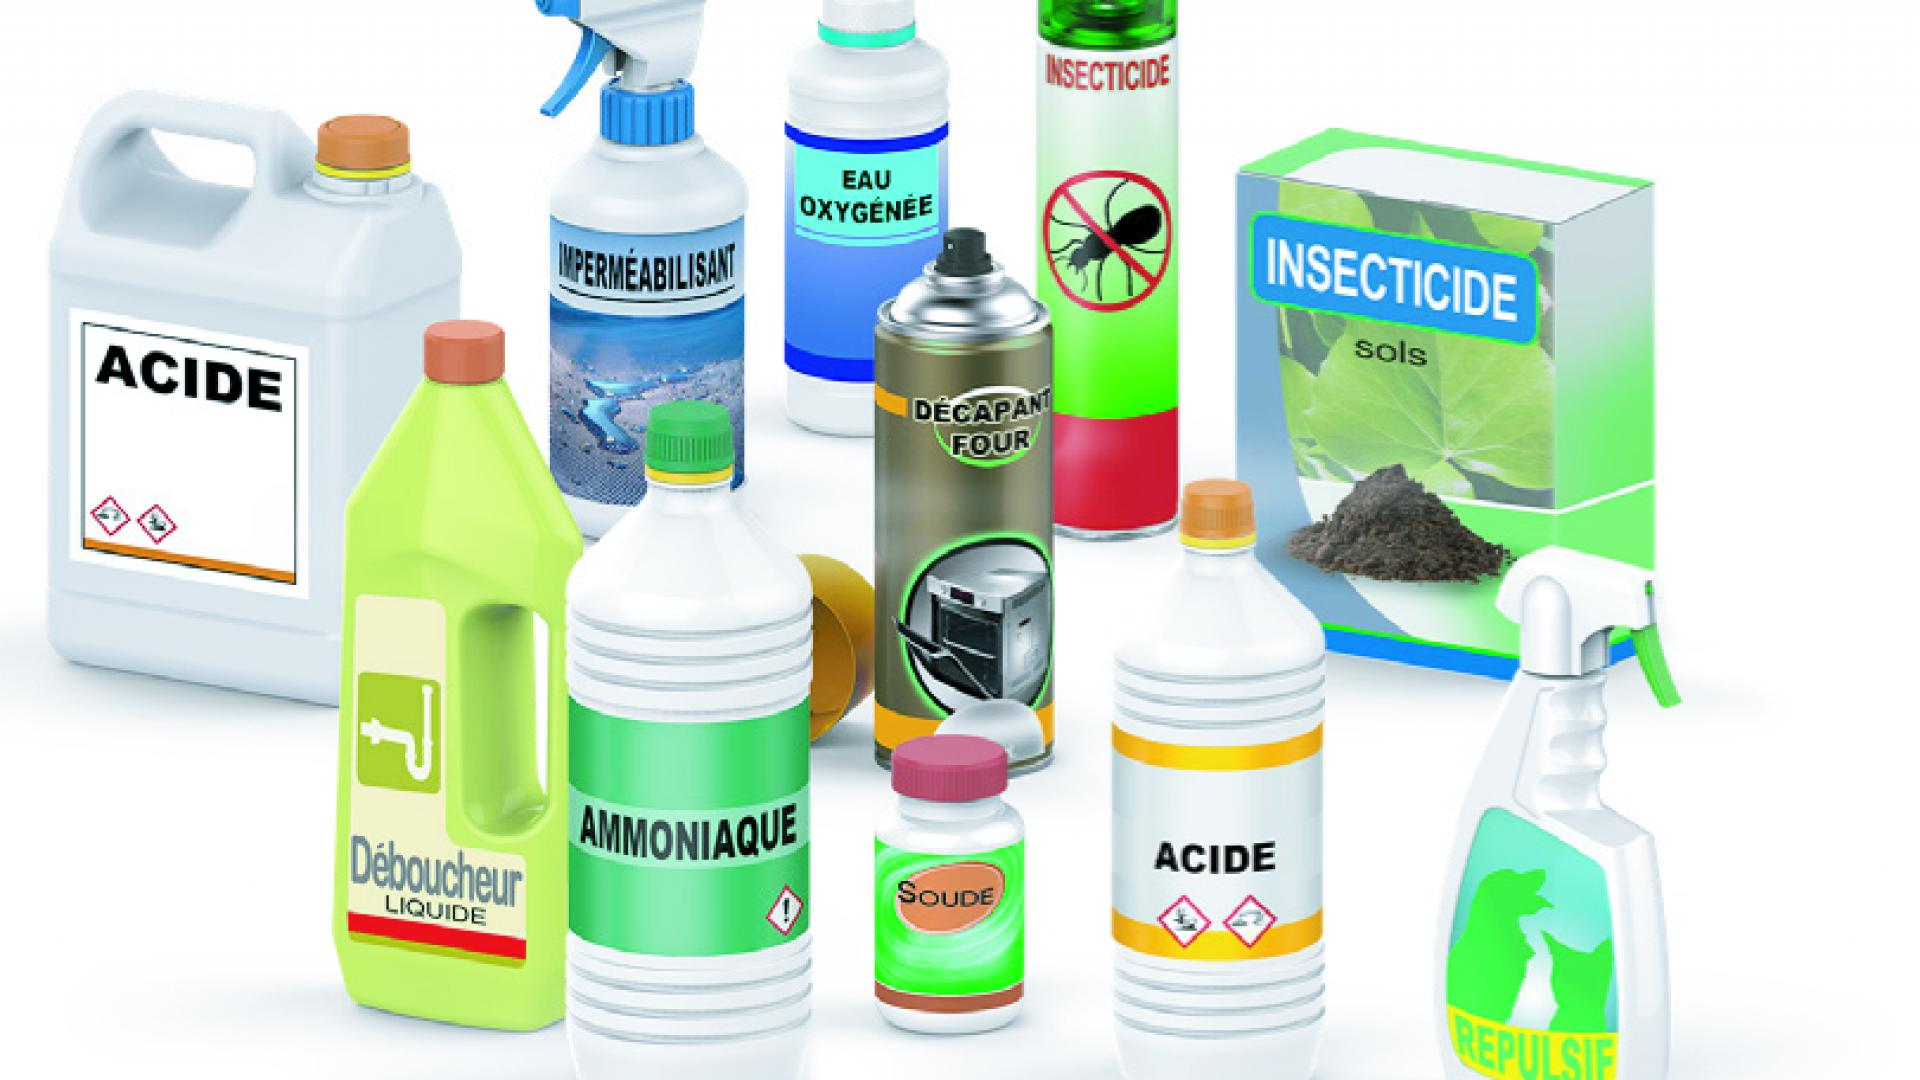 INSECTICIDE
EAU
OXYGÉNÉE
IMPERMÉABILISANT
INSECTICIDE
sols
ACIDE
DÉCAPANT
FOUR
AMMONIAQUE
Déboucheur
LIQUIDE
SOUDE
ACIDE
REPULSIF